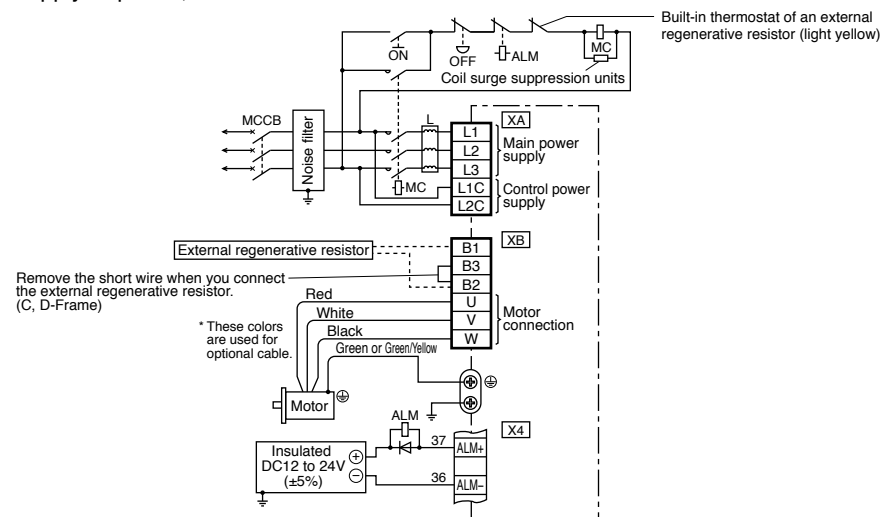 Built-in thermostat of an external
regenerative resistor (light yellow)
ON
OFF
ALM
MC
Coil surge suppression units
MCCB
Noise filter
L
MC
XA
L1
L2
L3
L1C
L2C
Main power
supply
Control power
supply
XB
External regenerative resistor
B1
B3
B2
U
V
W
Remove the short wire when you connect
the external regenerative resistor.
(C, D-Frame)
Red
White
Black
Green or Green/Yellow
* These colors
are used for
optional cable.
Motor
connection
Motor
ALM
X4
Insulated
DC12 to 24V
(±5%)
37
ALM+
36
ALM−